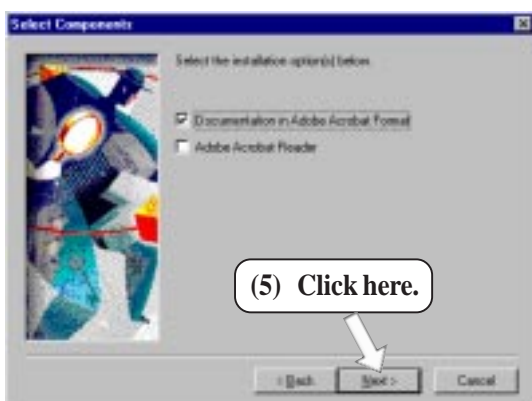 Select Components
Select the installation option(s) below.
Documentation in Adobe Acrobat Format
Adobe Acrobat Reader
(5) Click here.
< Back Next > Cancel